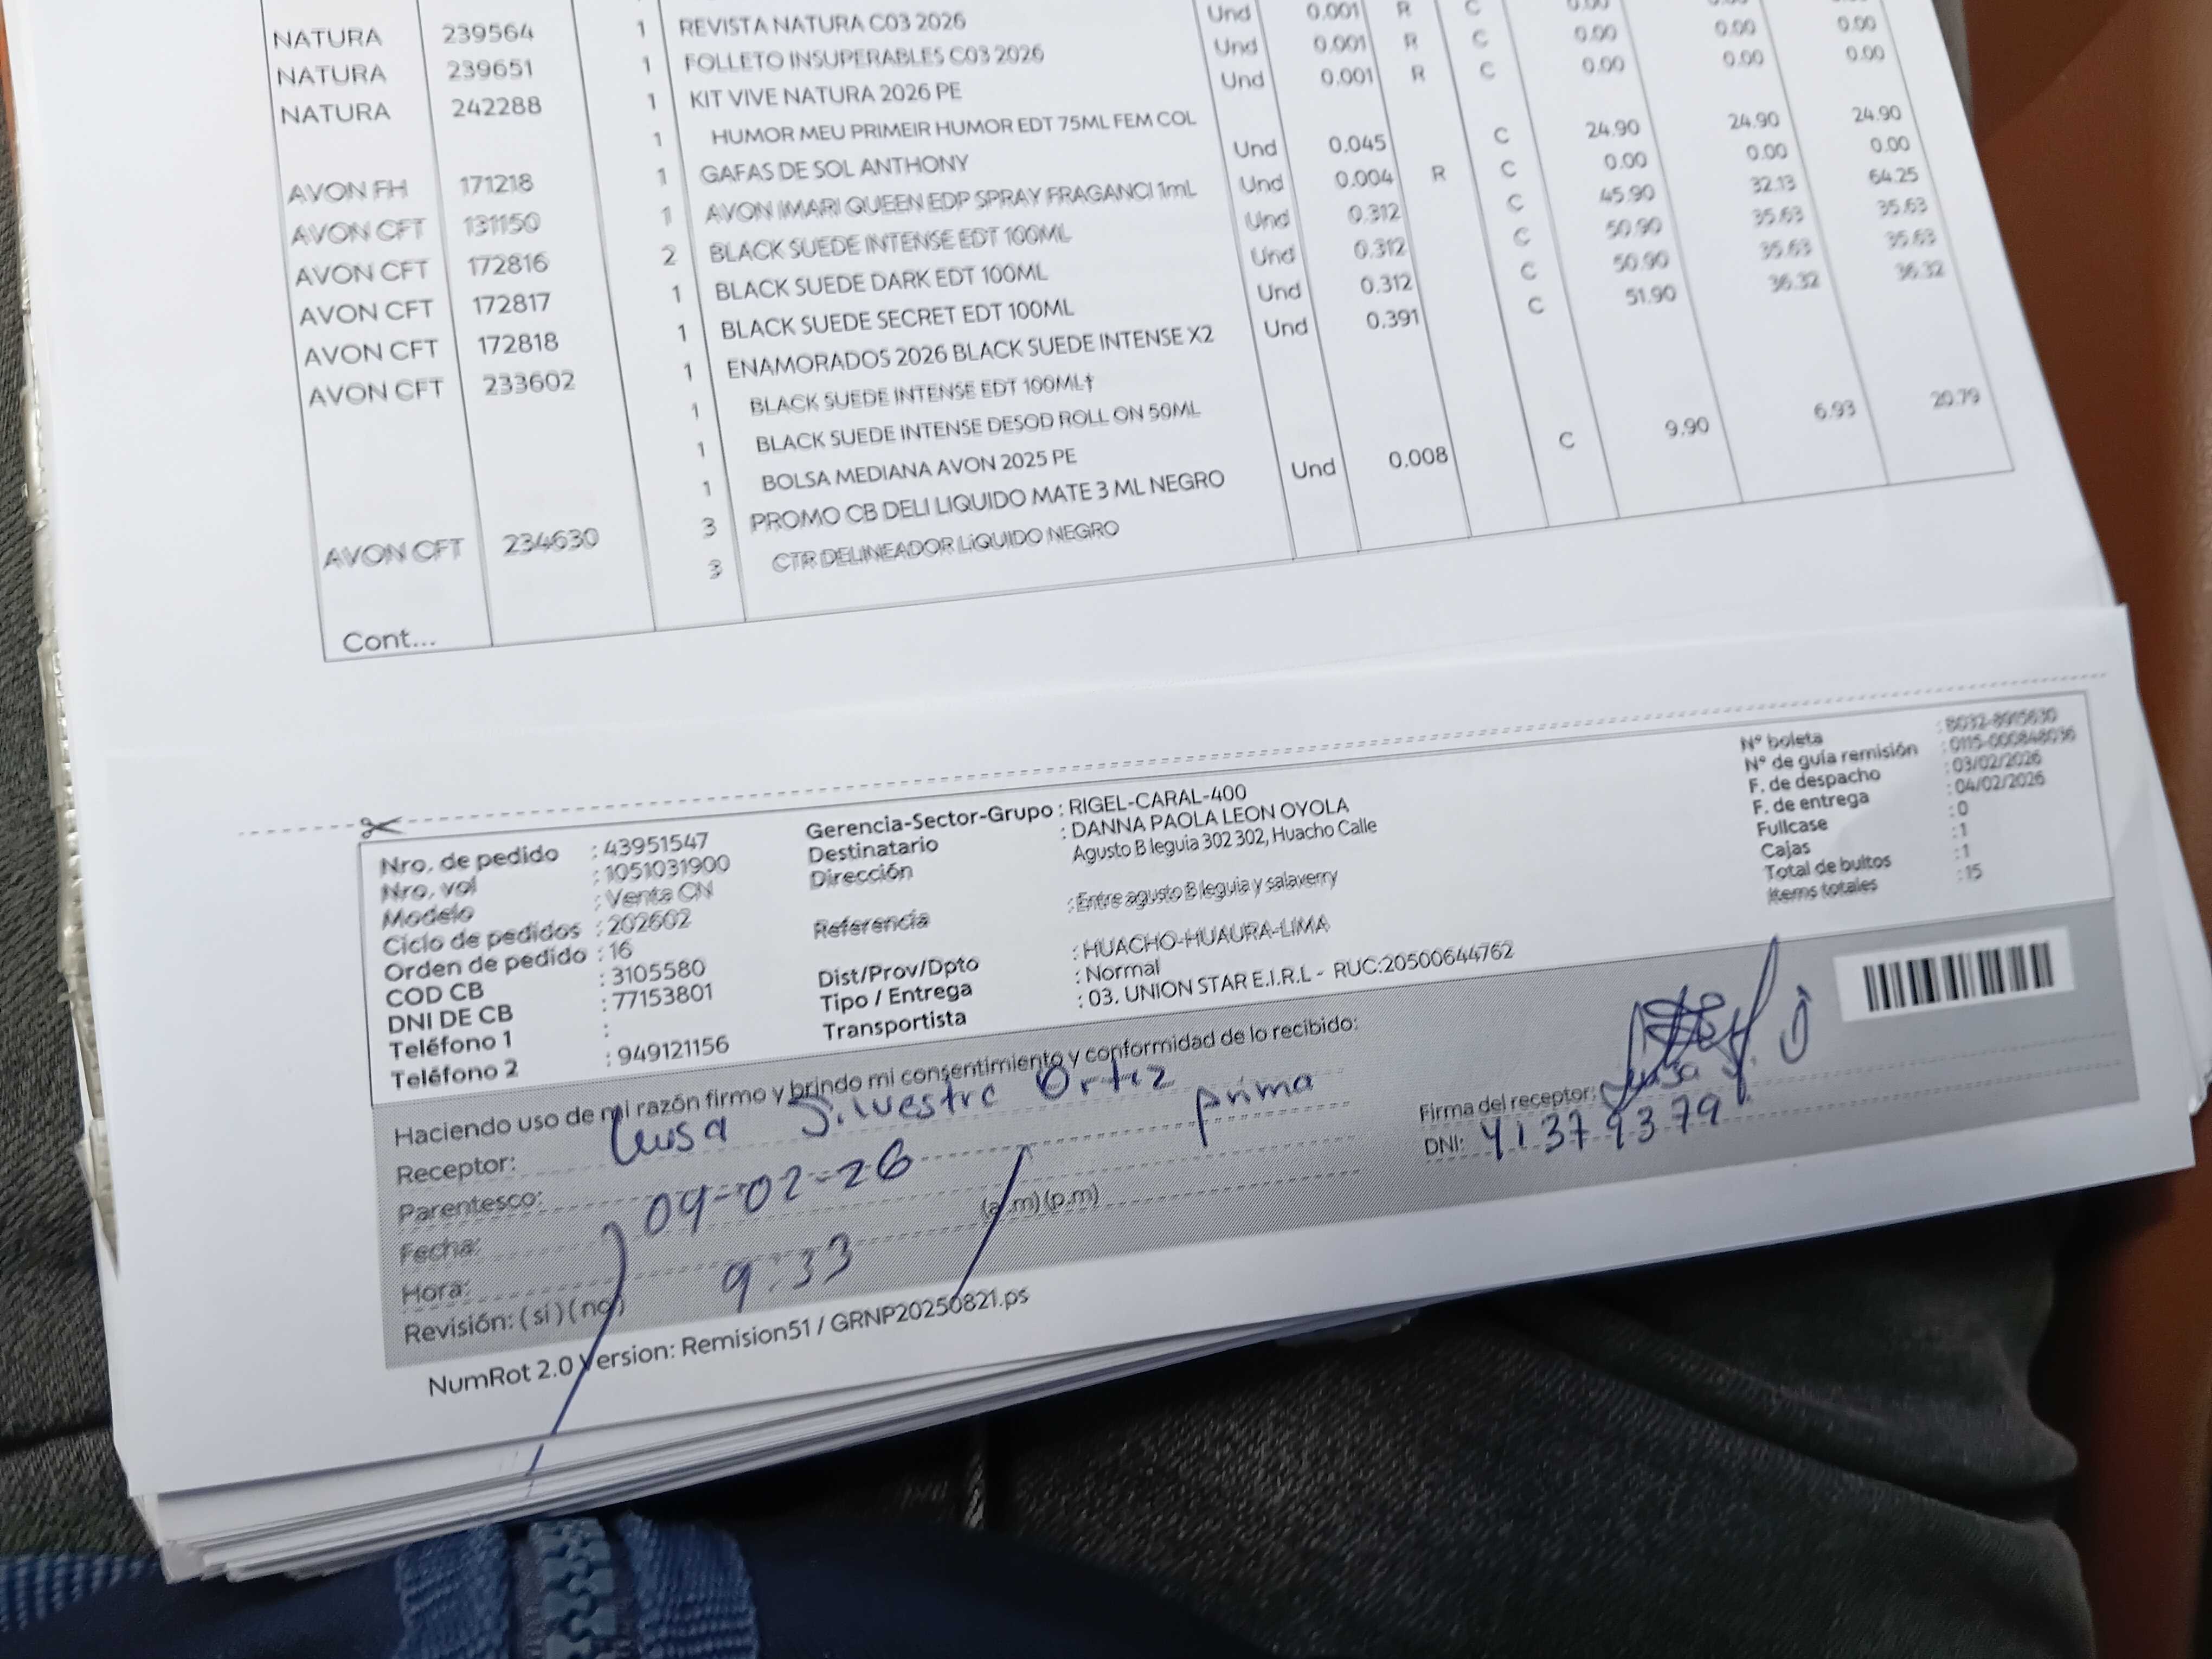 NATURA 239564 1 REVISTA NATURA C03 2026 Und 0.001 R C 0.00
NATURA 239651 1 FOLLETO INSUPERABLES C03 2026 Und 0.001 R C 0.00 0.00 0.00
NATURA 242288 1 KIT VIVE NATURA 2026 PE Und 0.001 R C 0.00 0.00 0.00
1 HUMOR MEU PRIMEIR HUMOR EDT 75ML FEM COL
AVON FH 171218 1 GAFAS DE SOL ANTHONY Und 0.045 C 24.90 24.90 24.90
AVON CFT 131150 1 AVON IMARI QUEEN EDP SPRAY FRAGANCI 1mL Und 0.004 R C 0.00 0.00 0.00
AVON CFT 172816 2 BLACK SUEDE INTENSE EDT 100ML Und 0.312 C 45.90 32.13 64.25
AVON CFT 172817 1 BLACK SUEDE DARK EDT 100ML Und 0.312 C 50.90 35.63 35.63
AVON CFT 172818 1 BLACK SUEDE SECRET EDT 100ML Und 0.312 C 50.90 35.63 35.63
AVON CFT 233602 1 ENAMORADOS 2026 BLACK SUEDE INTENSE X2 Und 0.391 C 51.90 36.32 36.32
1 BLACK SUEDE INTENSE EDT 100ML†
1 BLACK SUEDE INTENSE DESOD ROLL ON 50ML
1 BOLSA MEDIANA AVON 2025 PE
AVON CFT 234630 3 PROMO CB DELI LIQUIDO MATE 3 ML NEGRO Und 0.008 C 9.90 6.93 20.79
3 CTR DELINEADOR LíQUIDO NEGRO
Cont...
Nro. de pedido : 43951547
Nro. vol : 1051031900
Modelo : Venta CN
Ciclo de pedidos : 202602
Orden de pedido : 16
COD CB : 3105580
DNI DE CB : 77153801
Teléfono 1 :
Teléfono 2 : 949121156
Gerencia-Sector-Grupo : RIGEL-CARAL-400
Destinatario : DANNA PAOLA LEON OYOLA
Dirección Agusto B leguia 302 302, Huacho Calle
Referencia : Entre agusto B leguia y salaverry
Dist/Prov/Dpto : HUACHO-HUAURA-LIMA
Tipo / Entrega : Normal
Transportista : 03. UNION STAR E.I.R.L - RUC:20500644762
N° boleta : B032-8915630
N° de guía remisión : 0115-000848036
F. de despacho : 03/02/2026
F. de entrega : 04/02/2026
Fullcase : 0
Cajas : 1
Total de bultos : 1
Items totales : 15
Haciendo uso de mi razón firmo y brindo mi consentimiento y conformidad de lo recibido:
Receptor: Luisa Silvestre Ortiz
Parentesco: prima
Fecha: 04-02-26
Hora: 9:33 (a.m) (p.m)
Revisión: ( si ) ( no )
Firma del receptor: Luisa S. O
DNI: 41379379
NumRot 2.0 Version: Remision51 / GRNP20250821.ps